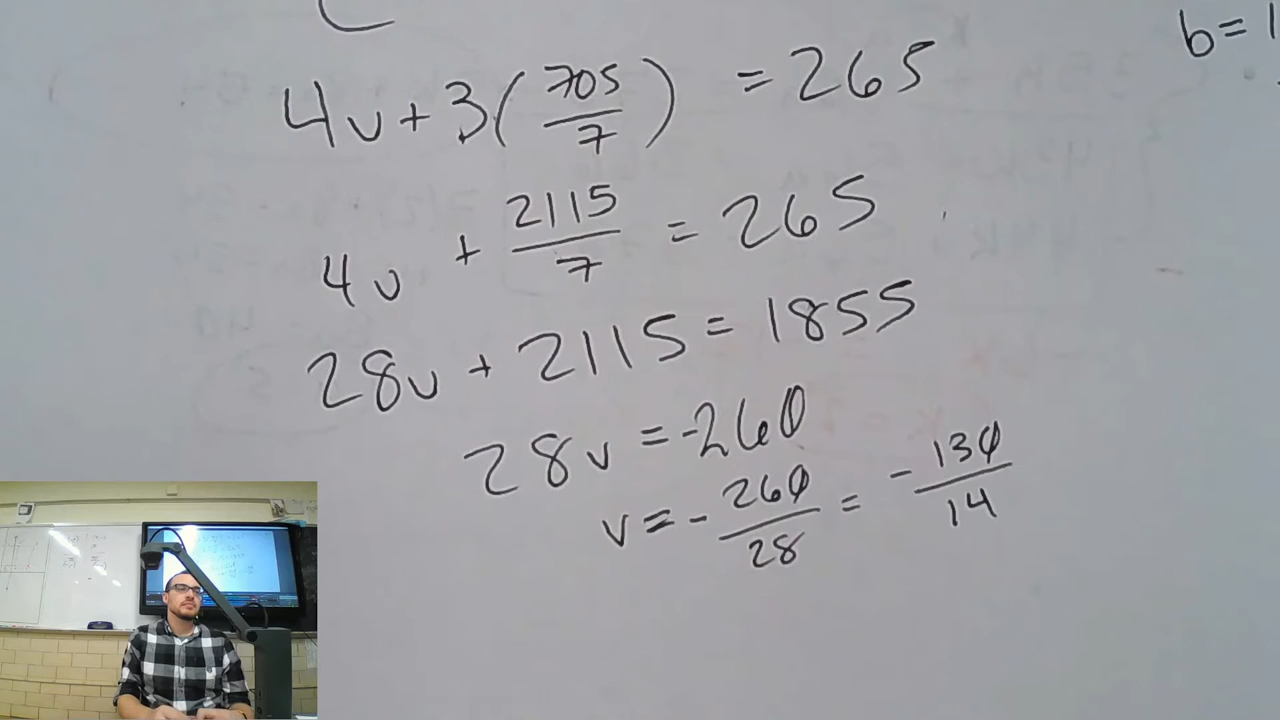 b = 1
4v + 3(705/7) = 265
4v + 2115/7 = 265
28v + 2115 = 1855
28v = -260
v = - 260/28 = - 130/14